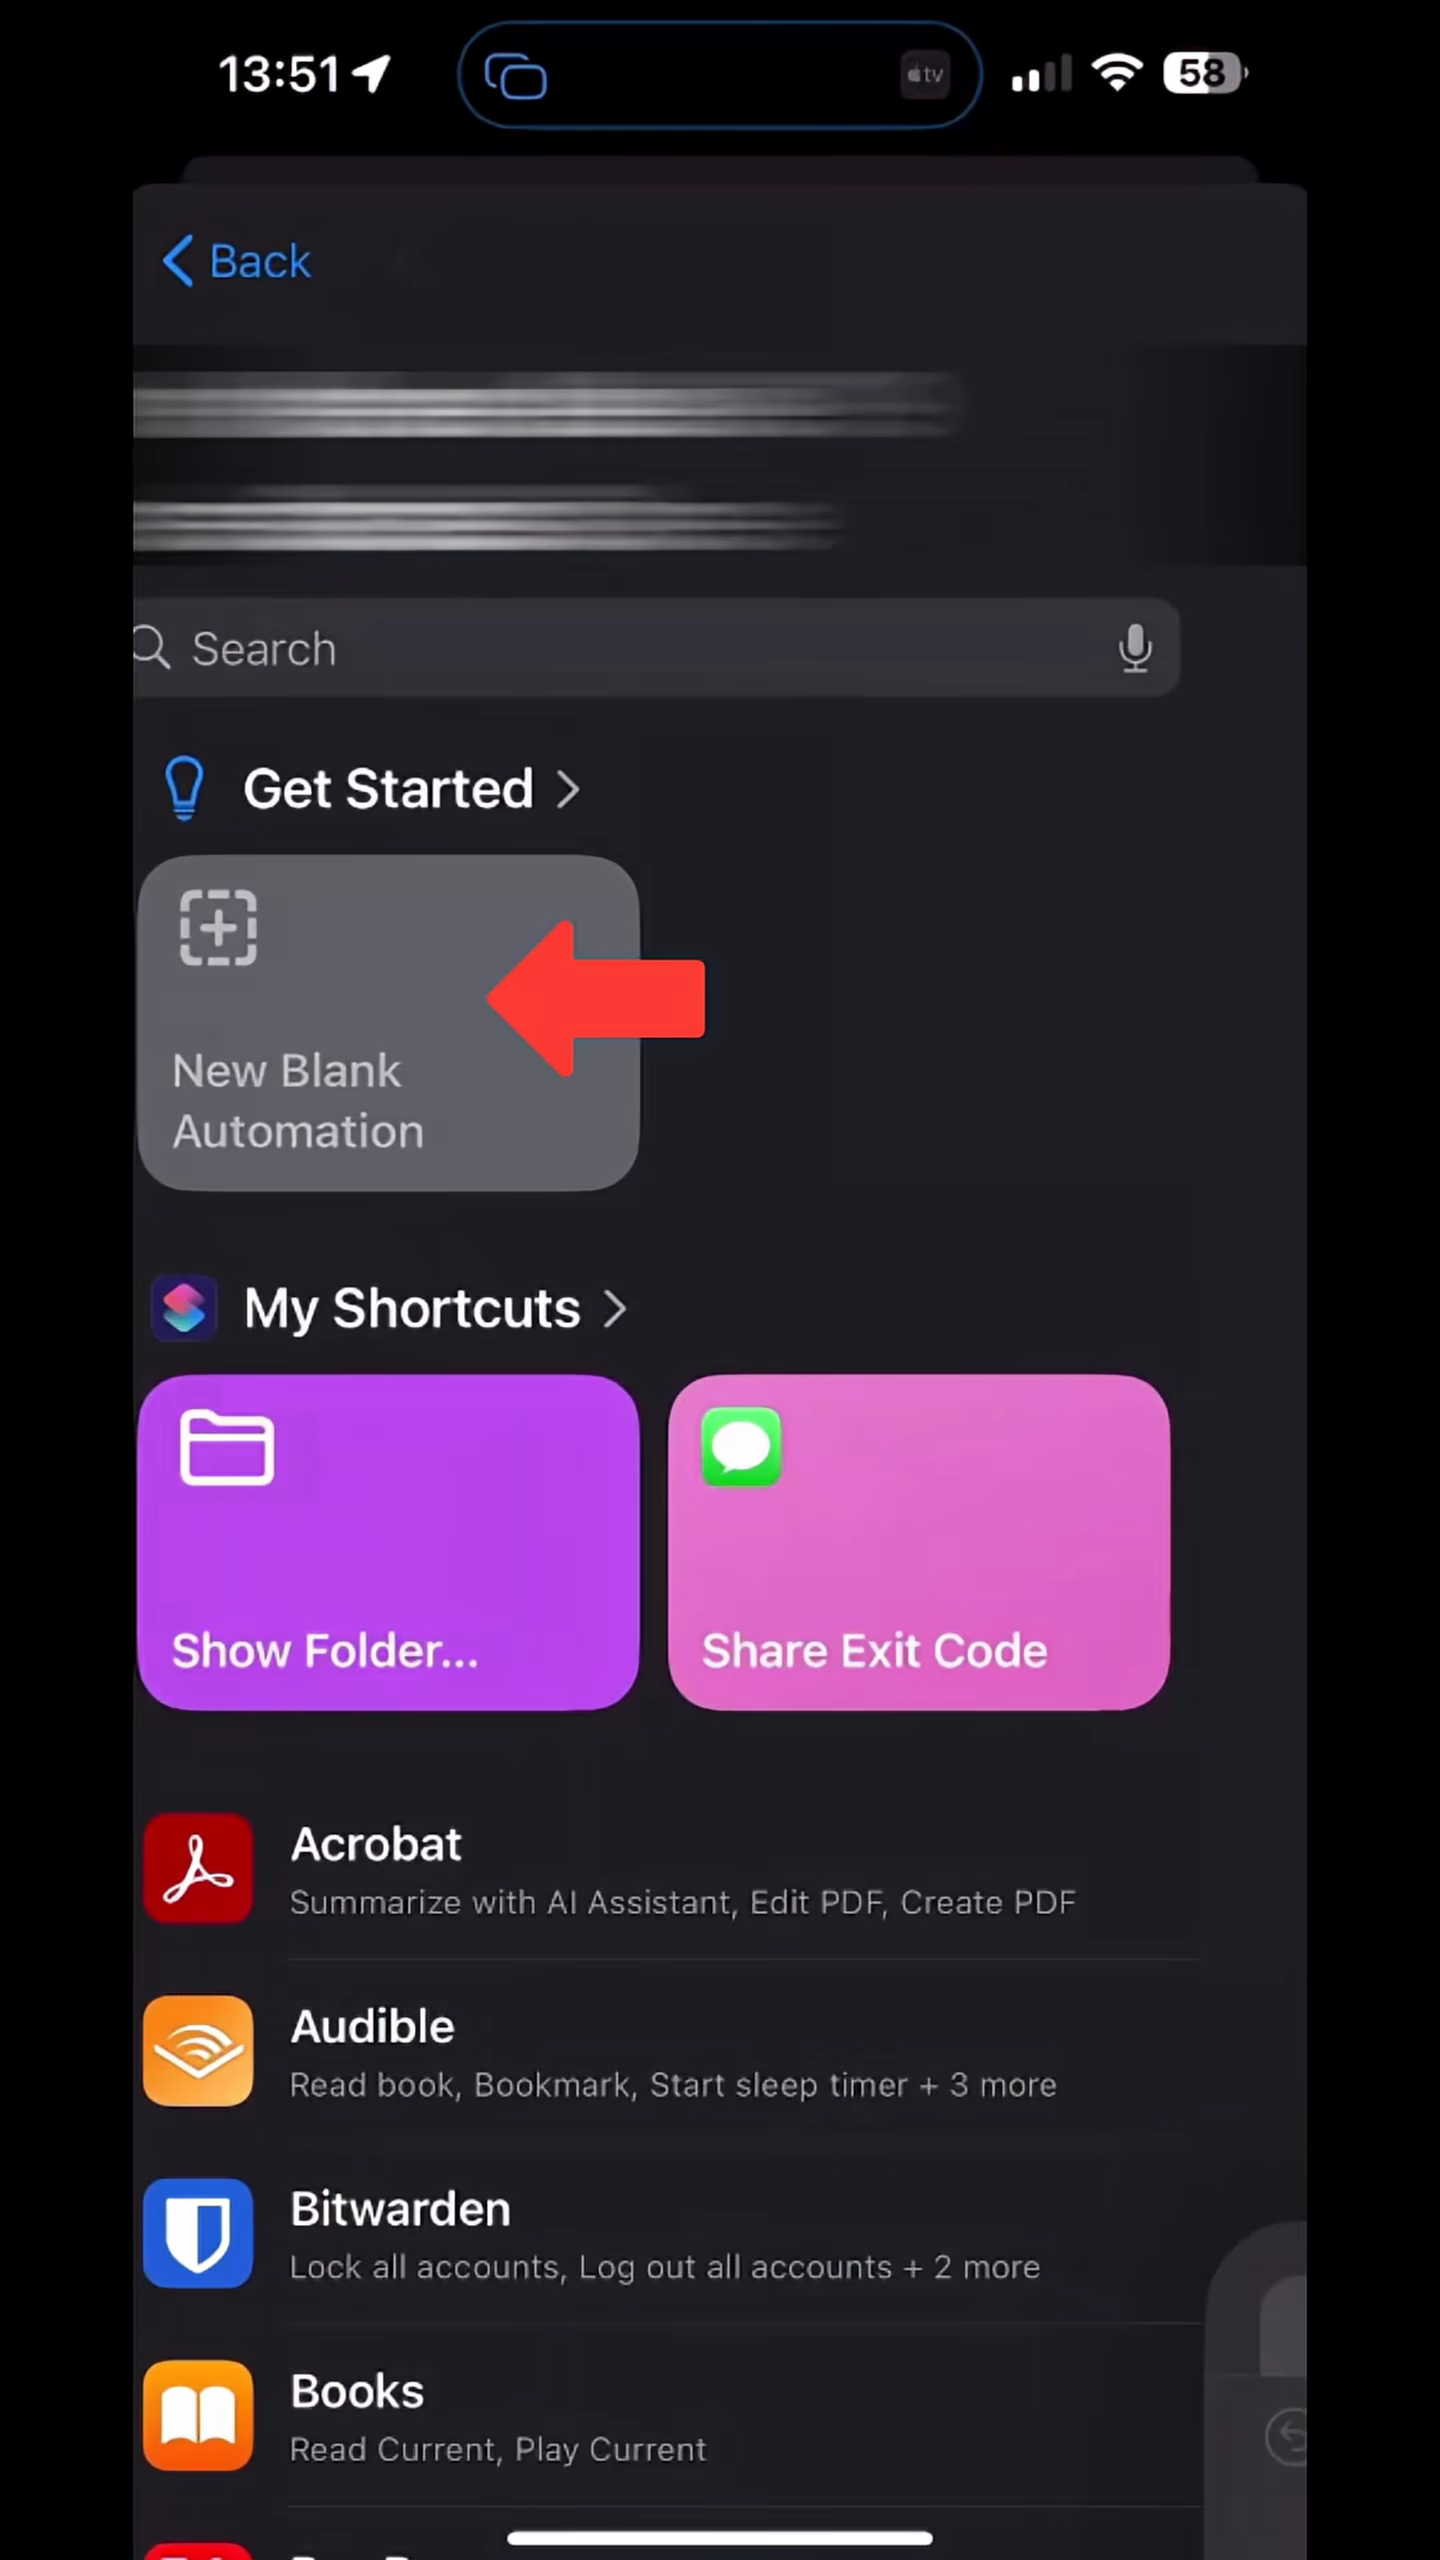 13:51
tv
58
Back
Search
Get Started
New Blank
Automation
My Shortcuts
Show Folder...
Share Exit Code
Acrobat
Summarize with AI Assistant, Edit PDF, Create PDF
Audible
Read book, Bookmark, Start sleep timer + 3 more
Bitwarden
Lock all accounts, Log out all accounts + 2 more
Books
Read Current, Play Current